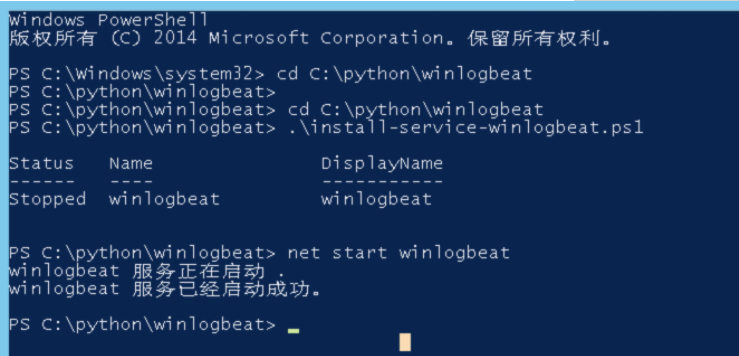 Windows PowerShell
版权所有 (C) 2014 Microsoft Corporation。保留所有权利。
PS C:\Windows\system32> cd C:\python\winlogbeat
PS C:\python\winlogbeat>
PS C:\python\winlogbeat> cd C:\python\winlogbeat
PS C:\python\winlogbeat> .\install-service-winlogbeat.ps1
Status   Name               DisplayName
------   ----               -----------
Stopped  winlogbeat         winlogbeat
PS C:\python\winlogbeat> net start winlogbeat
winlogbeat 服务正在启动 .
winlogbeat 服务已经启动成功。
PS C:\python\winlogbeat>